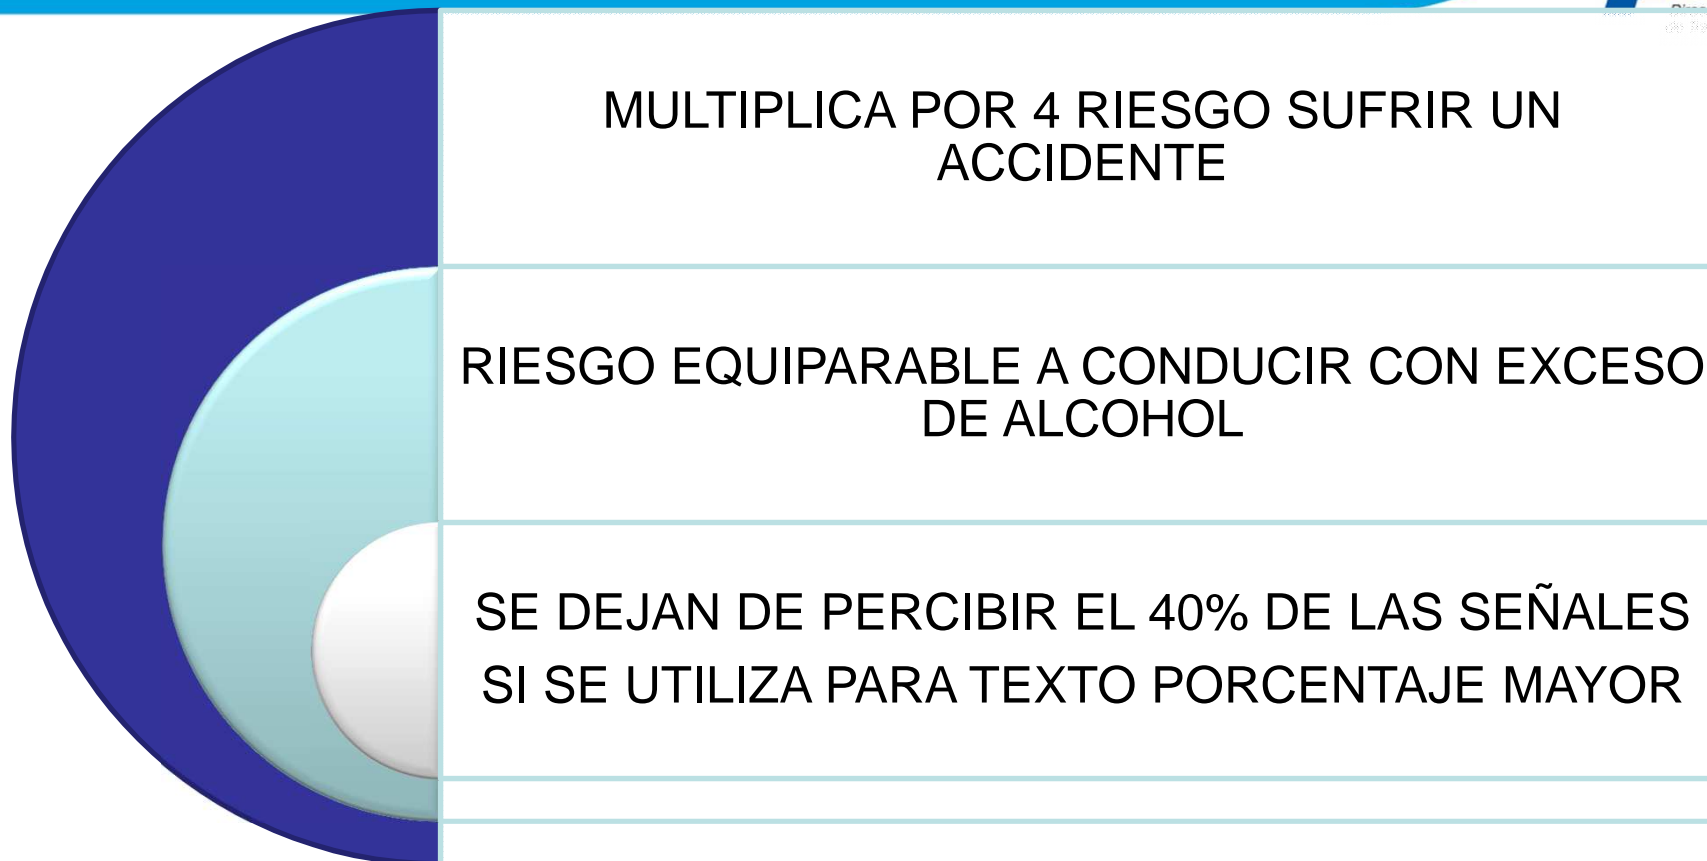 MULTIPLICA POR 4 RIESGO SUFRIR UN
ACCIDENTE
RIESGO EQUIPARABLE A CONDUCIR CON EXCESO
DE ALCOHOL
SE DEJAN DE PERCIBIR EL 40% DE LAS SEÑALES
SI SE UTILIZA PARA TEXTO PORCENTAJE MAYOR